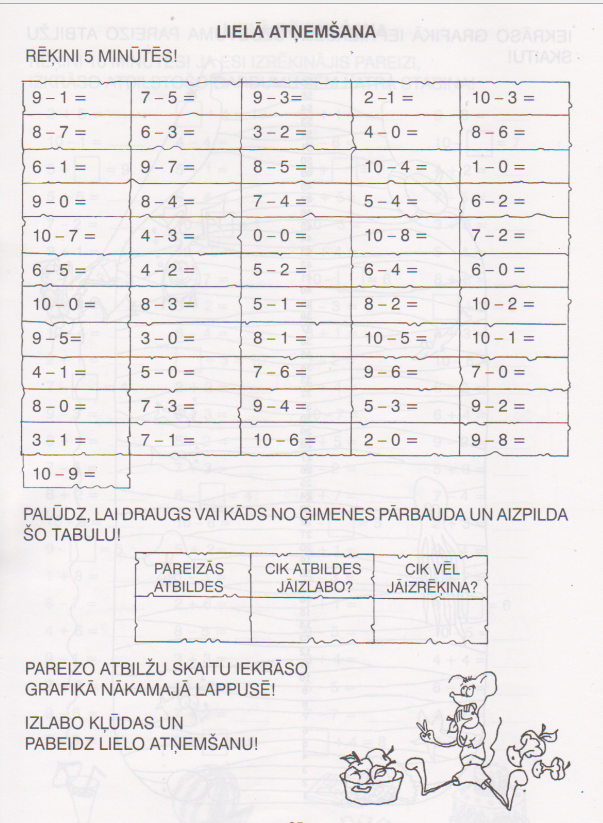 LIELĀ ATŅEMŠANA
RĒĶINI 5 MINŪTĒS!
9 – 1 = 7 – 5 = 9 – 3 = 2 – 1 = 10 – 3 =
8 – 7 = 6 – 3 = 3 – 2 = 4 – 0 = 8 – 6 =
6 – 1 = 9 – 7 = 8 – 5 = 10 – 4 = 1 – 0 =
9 – 0 = 8 – 4 = 7 – 4 = 5 – 4 = 6 – 2 =
10 – 7 = 4 – 3 = 0 – 0 = 10 – 8 = 7 – 2 =
6 – 5 = 4 – 2 = 5 – 2 = 6 – 4 = 6 – 0 =
10 – 0 = 8 – 3 = 5 – 1 = 8 – 2 = 10 – 2 =
9 – 5= 3 – 0 = 8 – 1 = 10 – 5 = 10 – 1 =
4 – 1 = 5 – 0 = 7 – 6 = 9 – 6 = 7 – 0 =
8 – 0 = 7 – 3 = 9 – 4 = 5 – 3 = 9 – 2 =
3 – 1 = 7 – 1 = 10 – 6 = 2 – 0 = 9 – 8 =
10 – 9 =
PALŪDZ, LAI DRAUGS VAI KĀDS NO ĢIMENES PĀRBAUDA UN AIZPILDA
ŠO TABULU!
PAREIZĀS CIK ATBILDES CIK VĒL
ATBILDES JĀIZLABO? JĀIZRĒĶINA?
PAREIZO ATBILŽU SKAITU IEKRĀSO
GRAFIKĀ NĀKAMAJĀ LAPPUSĒ!
IZLABO KĻŪDAS UN
PABEIDZ LIELO ATŅEMŠANU!